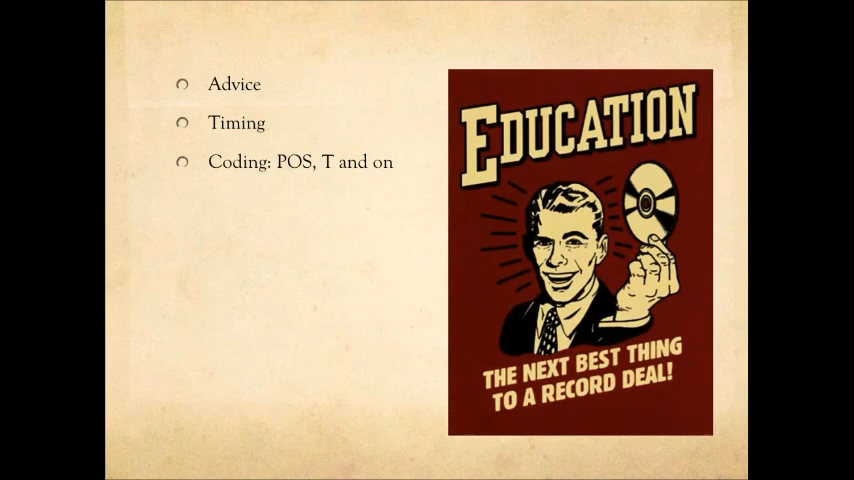 Advice
Timing
Coding: POS, T and on
EDUCATION
THE NEXT BEST THING
TO A RECORD DEAL!